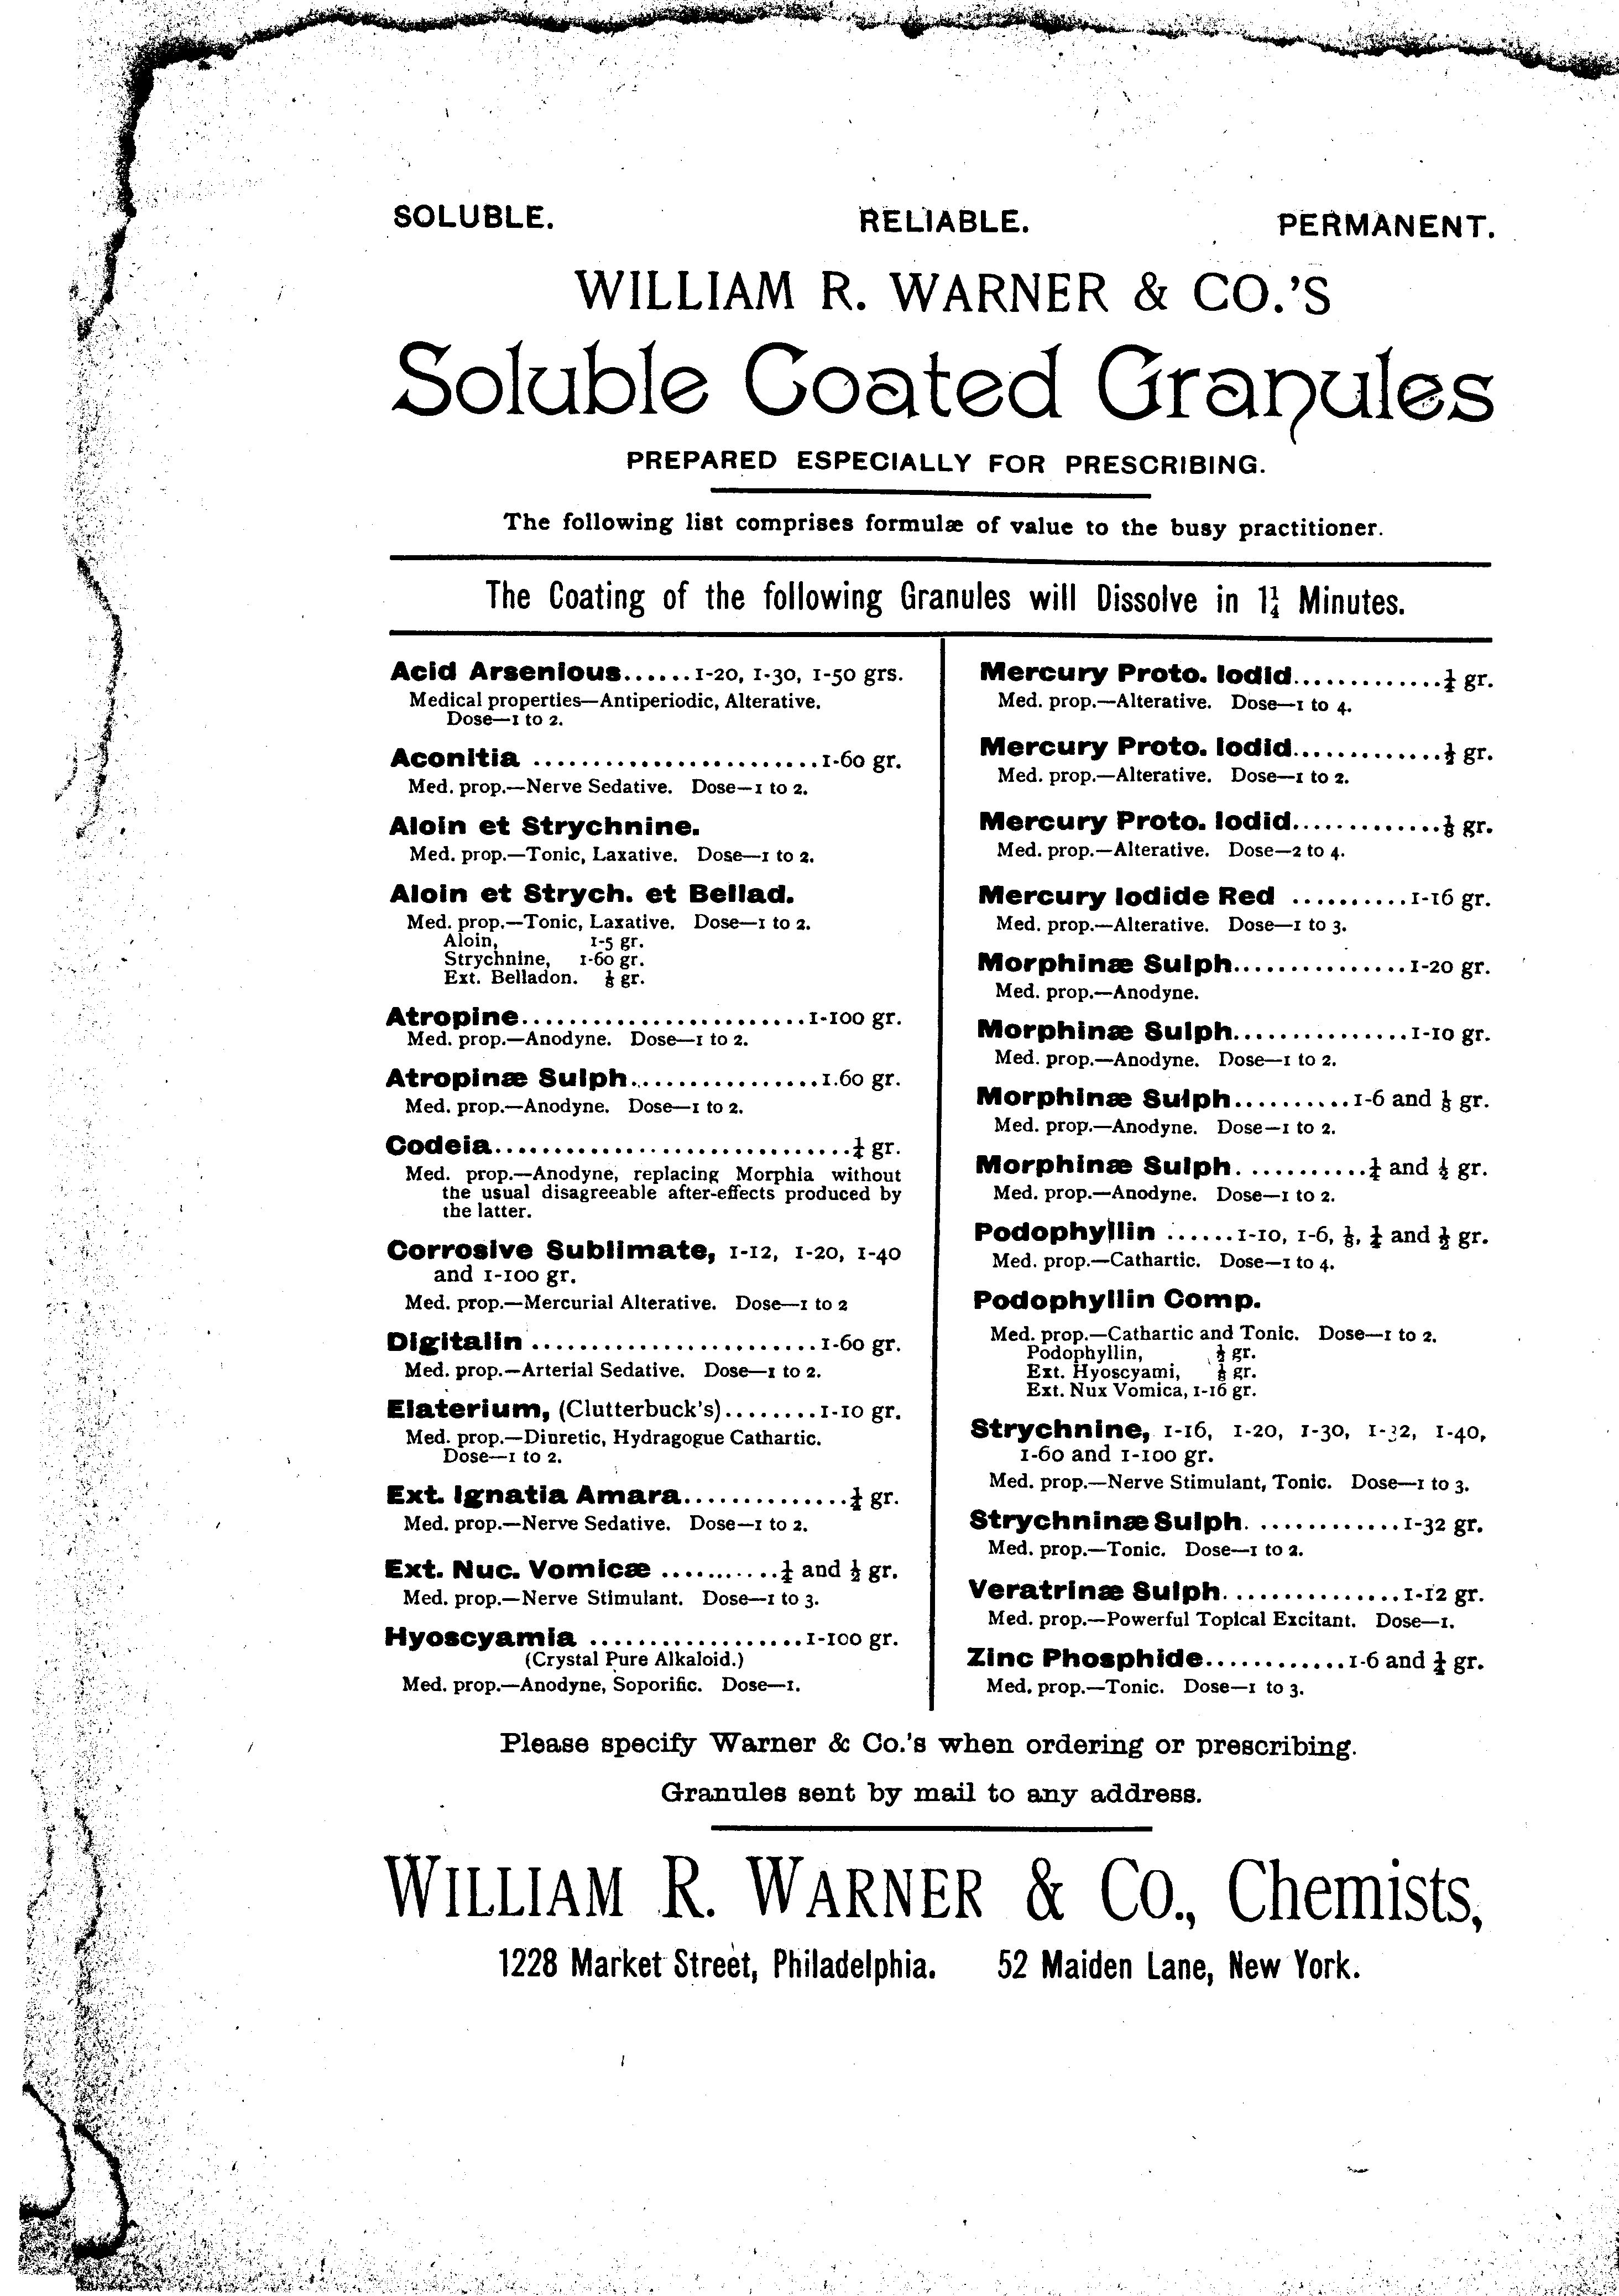 SOLUBLE. RELIABLE. PERMANENT.
WILLIAM R. WARNER & CO.'S
Soluble Coated Granules
PREPARED ESPECIALLY FOR PRESCRIBING.
The following list comprises formulæ of value to the busy practitioner.
The Coating of the following Granules will Dissolve in 1¼ Minutes.
Acid Arsenious......1-20, 1-30, 1-50 grs.
Medical properties—Antiperiodic, Alterative.
Dose—1 to 2.
Aconitia ........................1-60 gr.
Med. prop.—Nerve Sedative. Dose—1 to 2.
Aloin et Strychnine.
Med. prop.—Tonic, Laxative. Dose—1 to 2.
Aloin et Strych. et Bellad.
Med. prop.—Tonic, Laxative. Dose—1 to 2.
Aloin, 1-5 gr.
Strychnine, 1-60 gr.
Ext. Belladon. ⅛ gr.
Atropine........................1-100 gr.
Med. prop.—Anodyne. Dose—1 to 2.
Atropinæ Sulph.................1.60 gr.
Med. prop.—Anodyne. Dose—1 to 2.
Codeia..............................¼ gr.
Med. prop.—Anodyne, replacing Morphia without
the usual disagreeable after-effects produced by
the latter.
Corrosive Sublimate, 1-12, 1-20, 1-40
and 1-100 gr.
Med. prop.—Mercurial Alterative. Dose—1 to 2
Digitalin ........................1-60 gr.
Med. prop.—Arterial Sedative. Dose—1 to 2.
Elaterium, (Clutterbuck's)........1-10 gr.
Med. prop.—Diuretic, Hydragogue Cathartic.
Dose—1 to 2.
Ext. Ignatia Amara..............¼ gr.
Med. prop.—Nerve Sedative. Dose—1 to 2.
Ext. Nuc. Vomicæ ..........¼ and ½ gr.
Med. prop.—Nerve Stimulant. Dose—1 to 3.
Hyoscyamia ..................1-100 gr.
(Crystal Pure Alkaloid.)
Med. prop.—Anodyne, Soporific. Dose—1.
Mercury Proto. Iodid.............¼ gr.
Med. prop.—Alterative. Dose—1 to 4.
Mercury Proto. Iodid.............½ gr.
Med. prop.—Alterative. Dose—1 to 2.
Mercury Proto. Iodid.............⅛ gr.
Med. prop.—Alterative. Dose—2 to 4.
Mercury Iodide Red ..........1-16 gr.
Med. prop.—Alterative. Dose—1 to 3.
Morphinæ Sulph...............1-20 gr.
Med. prop.—Anodyne.
Morphinæ Sulph...............1-10 gr.
Med. prop.—Anodyne. Dose—1 to 2.
Morphinæ Sulph..........1-6 and ⅛ gr.
Med. prop.—Anodyne. Dose—1 to 2.
Morphinæ Sulph. ..........¼ and ½ gr.
Med. prop.—Anodyne. Dose—1 to 2.
Podophyllin ......1-10, 1-6, ⅛, ¼ and ½ gr.
Med. prop.—Cathartic. Dose—1 to 4.
Podophyllin Comp.
Med. prop.—Cathartic and Tonic. Dose—1 to 2.
Podophyllin, ½ gr.
Ext. Hyoscyami, ⅛ gr.
Ext. Nux Vomica, 1-16 gr.
Strychnine, 1-16, 1-20, 1-30, 1-32, 1-40,
1-60 and 1-100 gr.
Med. prop.—Nerve Stimulant, Tonic. Dose—1 to 3.
Strychninæ Sulph. ............1-32 gr.
Med. prop.—Tonic. Dose—1 to 2.
Veratrinæ Sulph. ...............1-12 gr.
Med. prop.—Powerful Topical Excitant. Dose—1.
Zinc Phosphide............1-6 and ¼ gr.
Med. prop.—Tonic. Dose—1 to 3.
Please specify Warner & Co.'s when ordering or prescribing.
Granules sent by mail to any address.
WILLIAM R. WARNER & CO., Chemists,
1228 Market Street, Philadelphia. 52 Maiden Lane, New York.